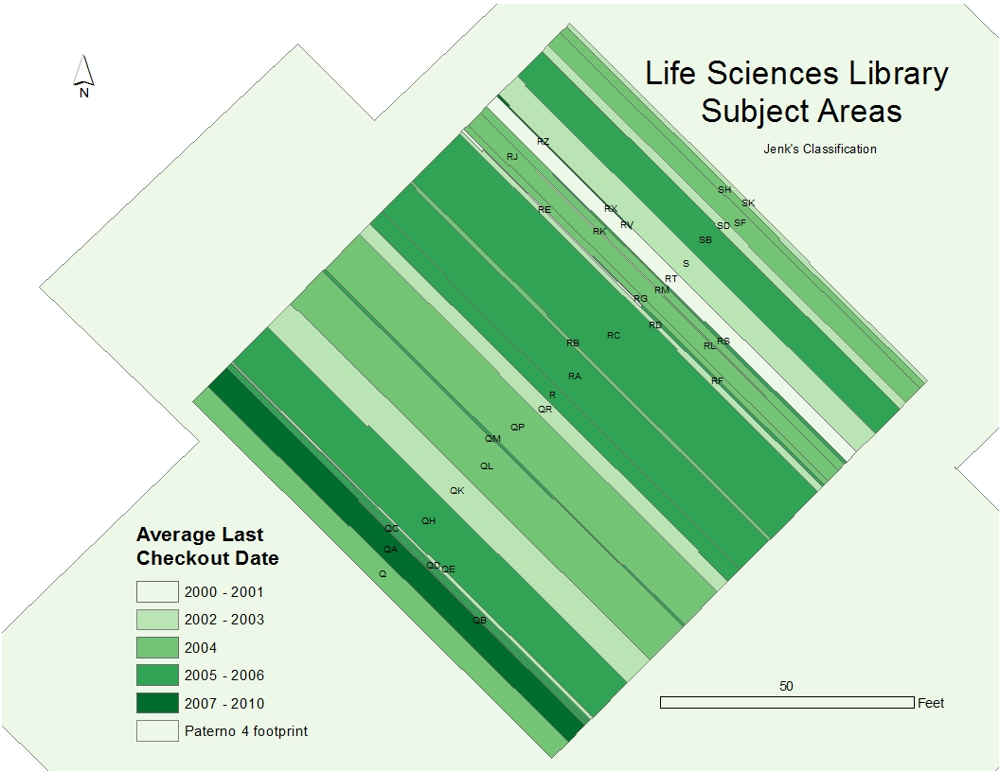 Life Sciences Library
Subject Areas
Jenk's Classification
N
RZ
RJ
SH
SK
RE
RX
RV
RK
SD
SF
SB
S
RT
RM
RG
RD
RC
RB
RL
RS
RA
RF
R
QR
QP
QM
QL
QK
QH
QC
QA
QD
QE
Q
QB
Average Last
Checkout Date
2000 - 2001
2002 - 2003
2004
2005 - 2006
2007 - 2010
Paterno 4 footprint
50
Feet